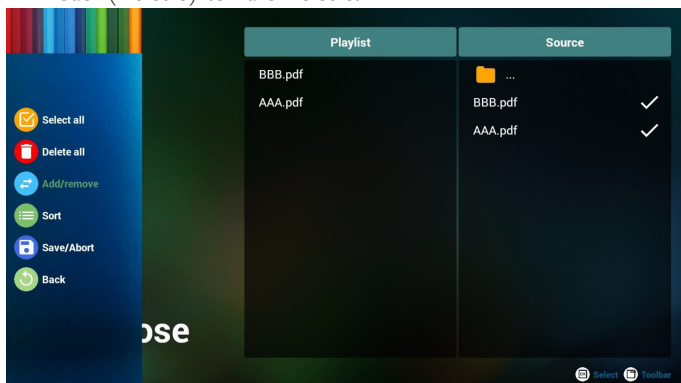 Playlist
Source
BBB.pdf
AAA.pdf
...
BBB.pdf
AAA.pdf
Select all
Delete all
Add/remove
Sort
Save/Abort
Back
ose
Select
Toolbar